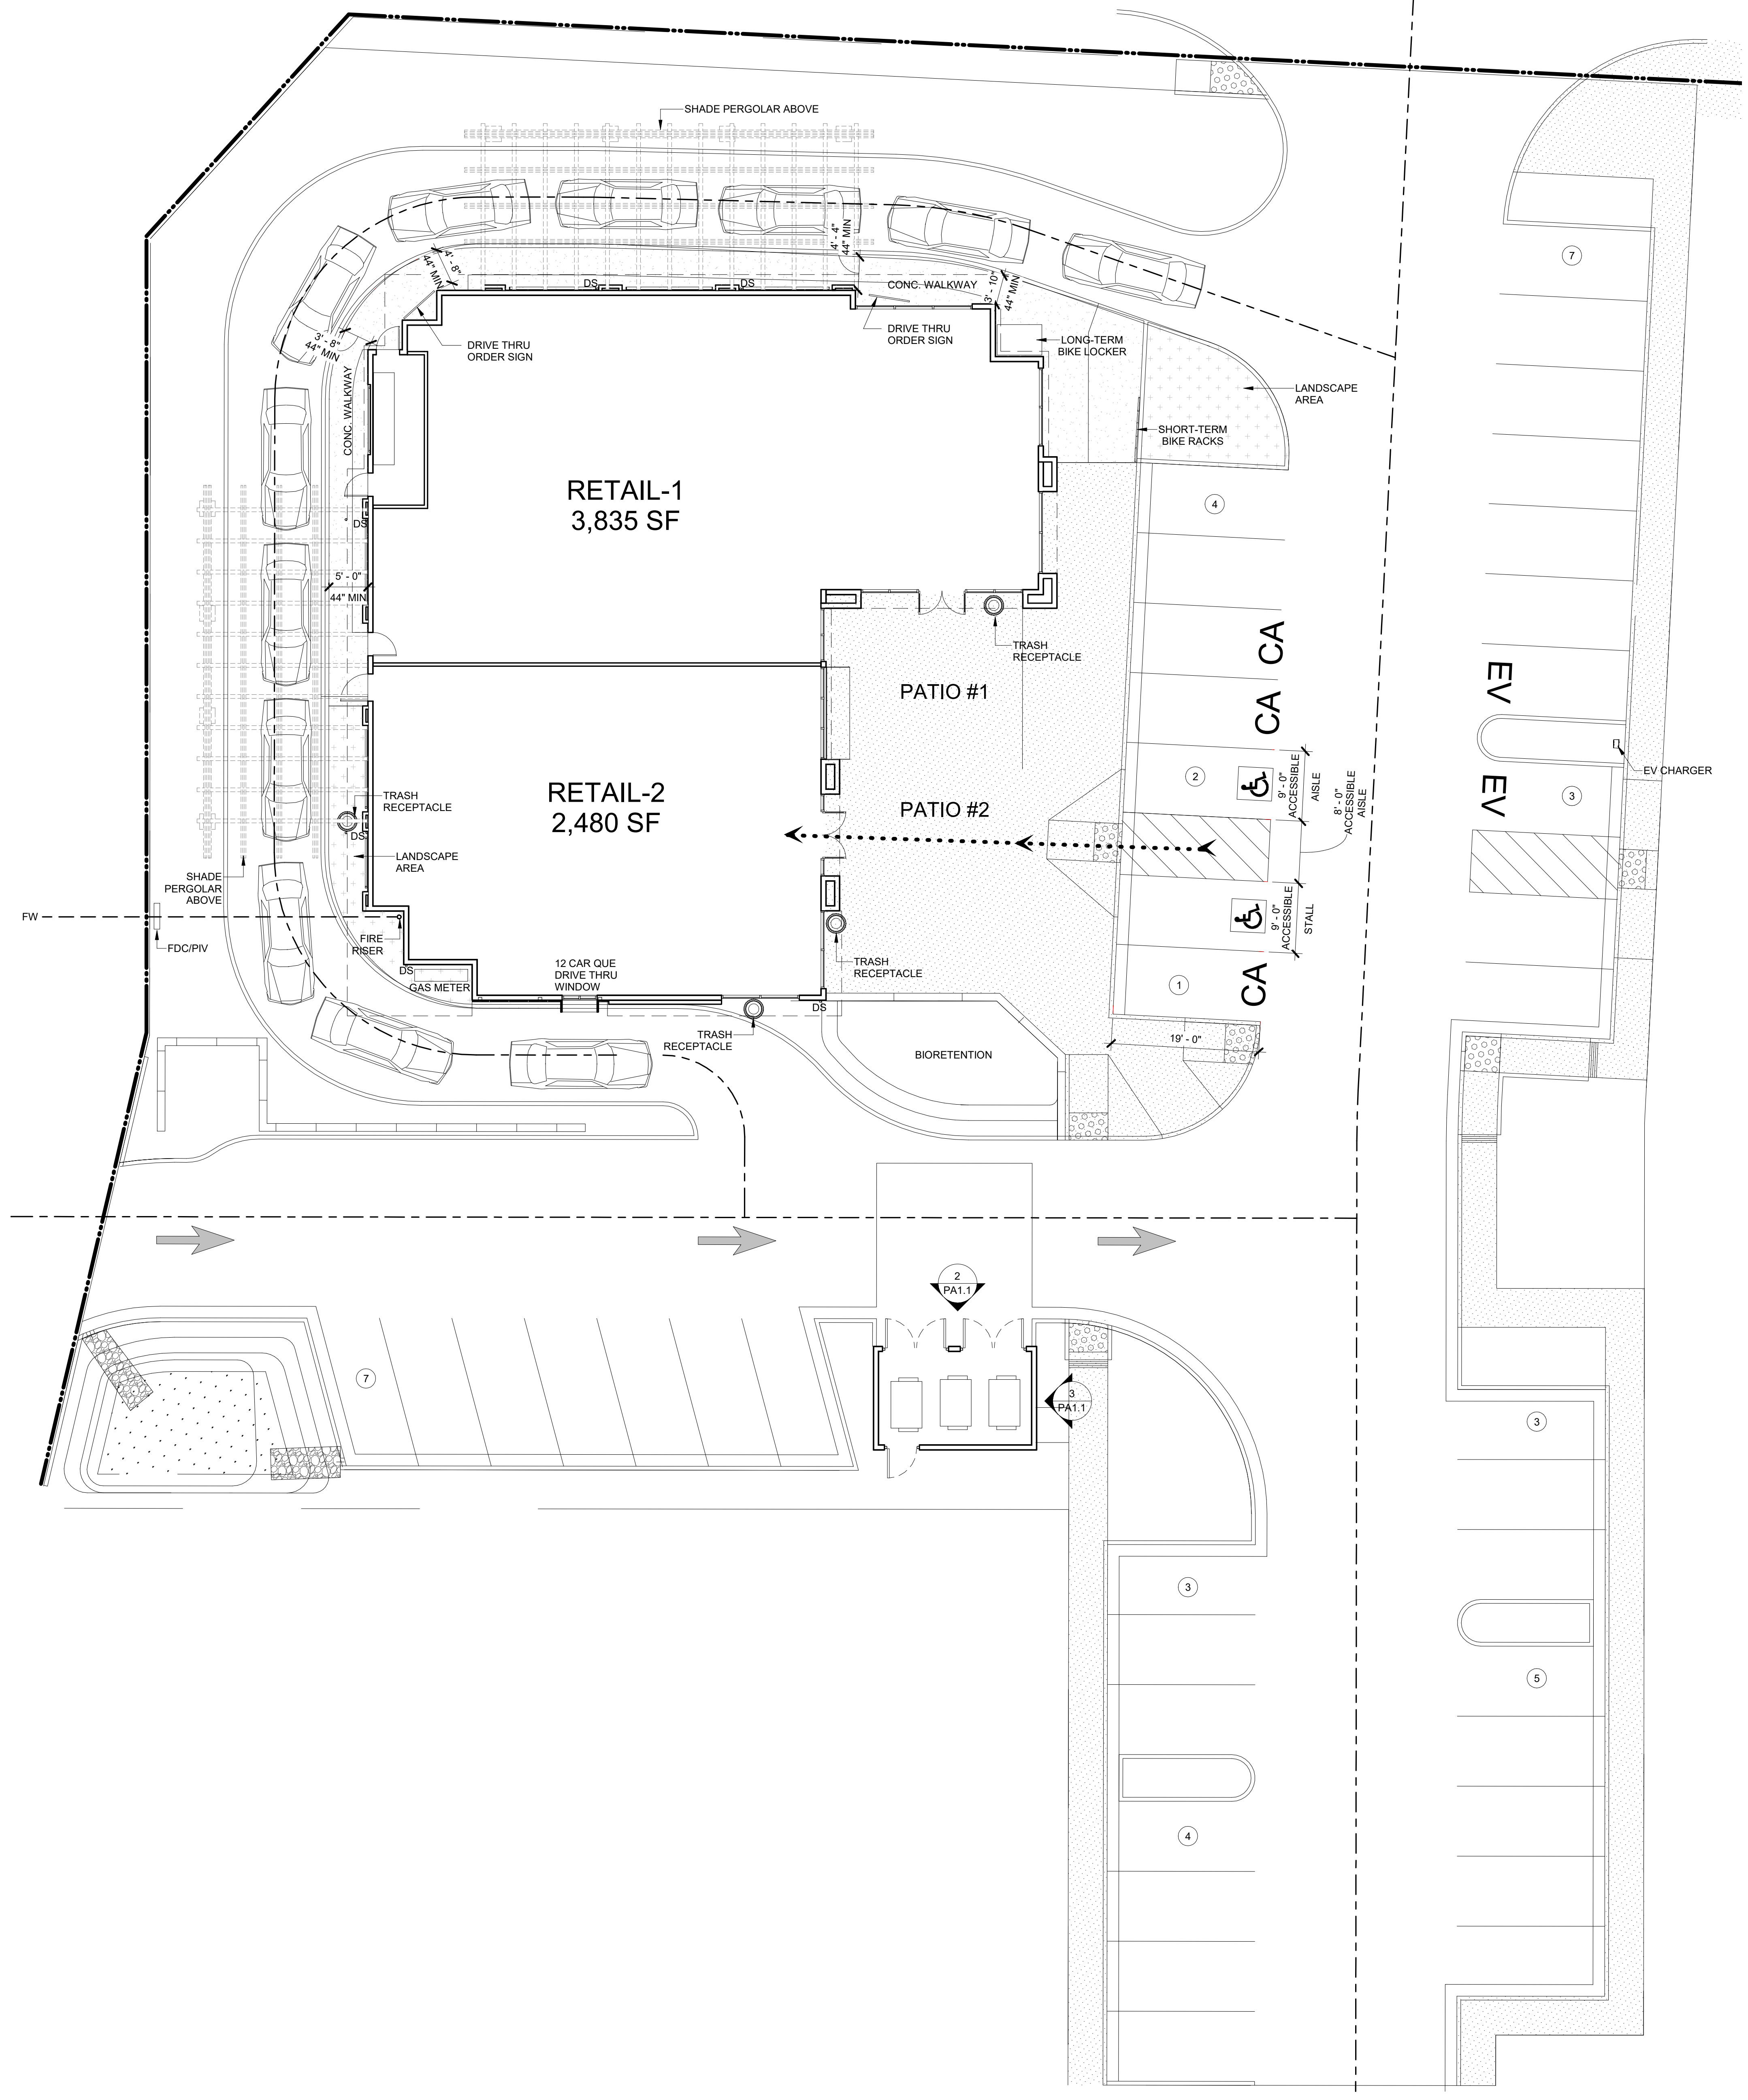 SHADE PERGOLAR ABOVE
7
4' - 4"
44" MIN
4' - 8"
44" MIN
DS
DS
CONC. WALKWAY
3' - 10"
44" MIN
DRIVE THRU
ORDER SIGN
DRIVE THRU
ORDER SIGN
LONG-TERM
BIKE LOCKER
3' - 8"
44" MIN
CONC. WALKWAY
LANDSCAPE
AREA
SHORT-TERM
BIKE RACKS
RETAIL-1
3,835 SF
4
DS
5' - 0"
44" MIN
TRASH
RECEPTACLE
CA
CA
EV
PATIO #1
RETAIL-2
2,480 SF
PATIO #2
2
9' - 0"
ACCESSIBLE
AISLE
8' - 0"
ACCESSIBLE
AISLE
EV CHARGER
EV
3
TRASH
RECEPTACLE
DS
LANDSCAPE
AREA
SHADE
PERGOLAR
ABOVE
FW
FDC/PIV
FIRE
RISER
9' - 0"
ACCESSIBLE
STALL
TRASH
RECEPTACLE
12 CAR QUE
DRIVE THRU
WINDOW
DS
GAS METER
DS
1
CA
TRASH
RECEPTACLE
BIORETENTION
19' - 0"
2
PA1.1
7
3
PA1.1
3
3
5
4